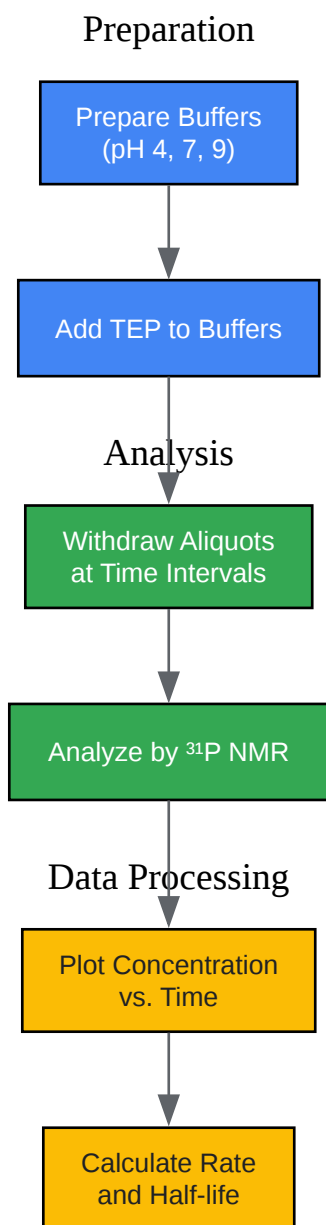 Preparation
Prepare Buffers
(pH 4, 7, 9)
Add TEP to Buffers
Analysis
Withdraw Aliquots
at Time Intervals
Analyze by ³¹P NMR
Data Processing
Plot Concentration
vs. Time
Calculate Rate
and Half-life